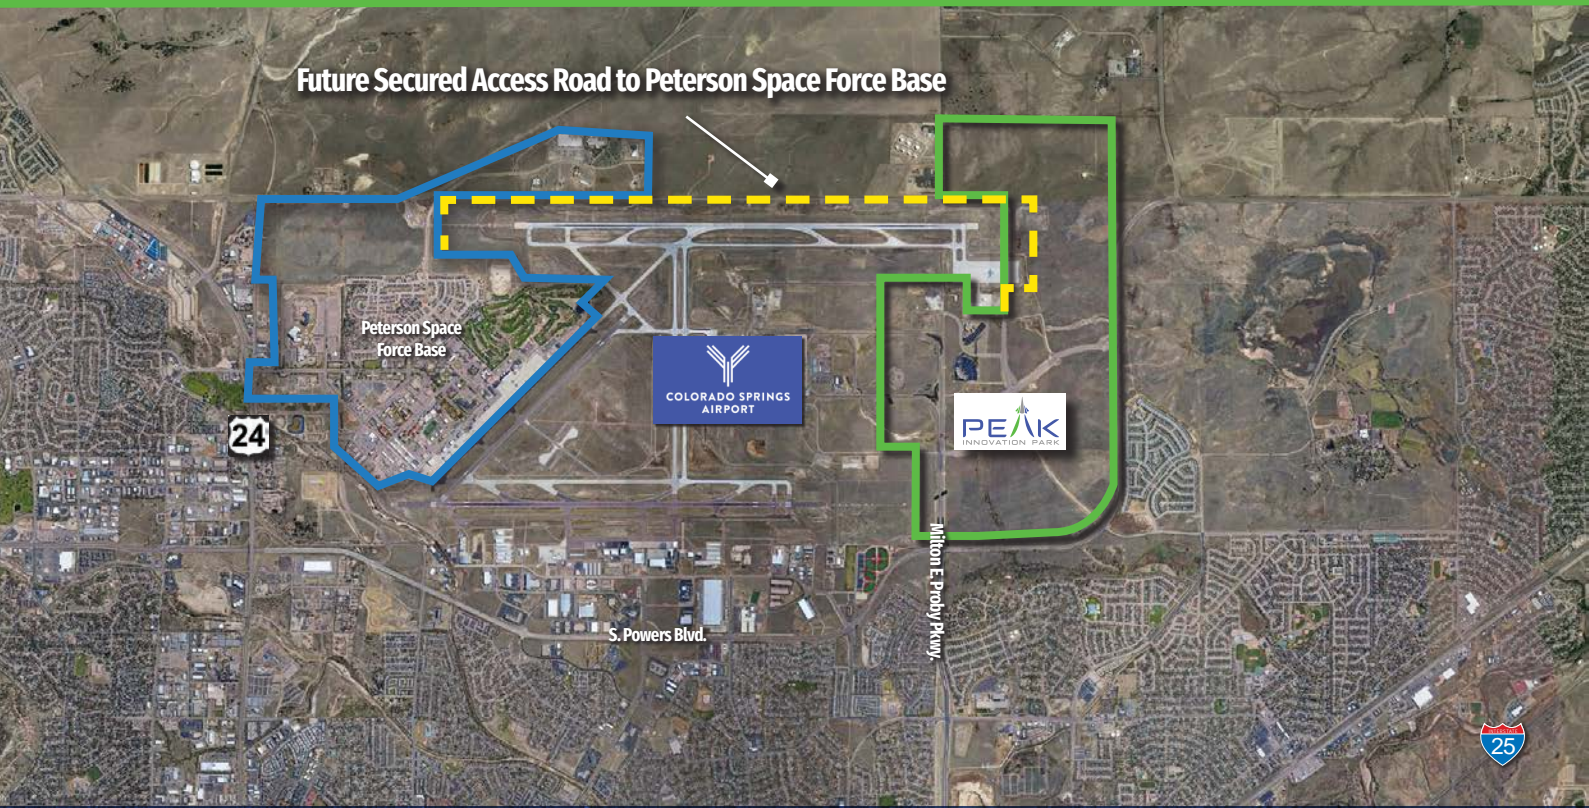 Future Secured Access Road to Peterson Space Force Base
Peterson Space
Force Base
COLORADO SPRINGS
AIRPORT
24
PEAK
INNOVATION PARK
Milton E. Proby Pkwy.
S. Powers Blvd.
INTERSTATE
25